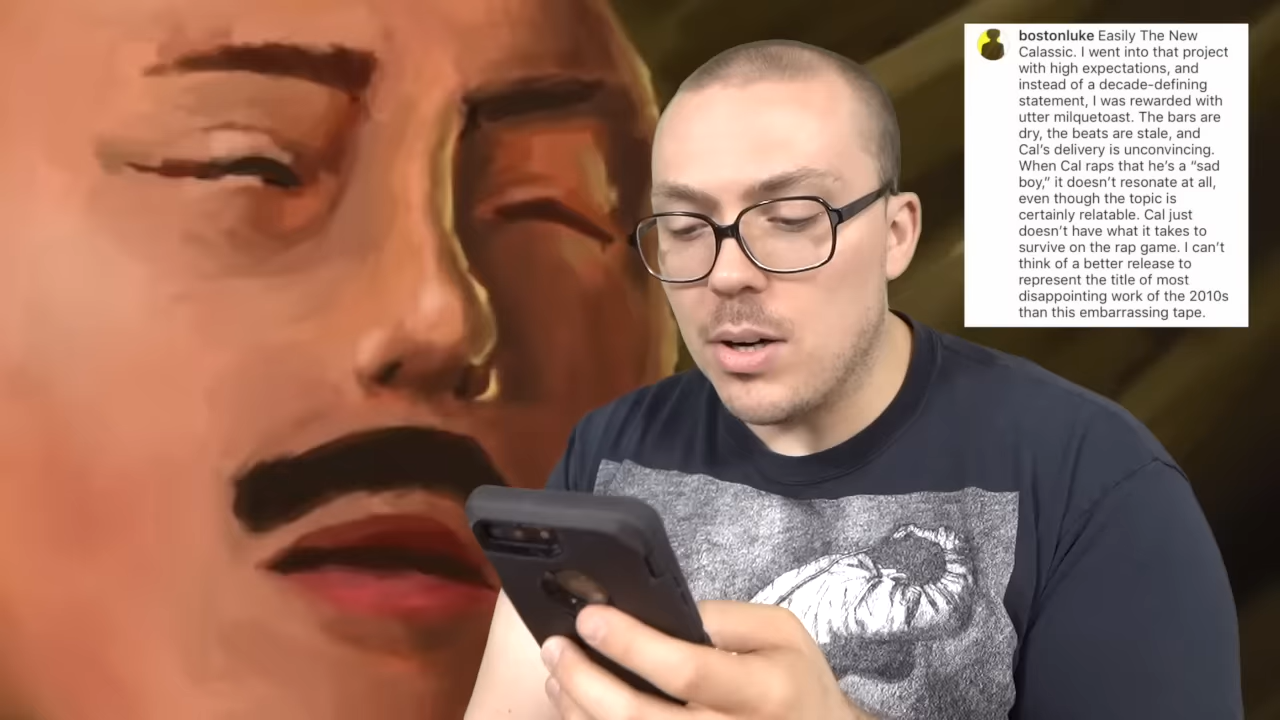 bostonluke Easily The New
Calassic. I went into that project
with high expectations, and
instead of a decade-defining
statement, I was rewarded with
utter milquetoast. The bars are
dry, the beats are stale, and
Cal’s delivery is unconvincing.
When Cal raps that he’s a “sad
boy,” it doesn’t resonate at all,
even though the topic is
certainly relatable. Cal just
doesn’t have what it takes to
survive on the rap game. I can’t
think of a better release to
represent the title of most
disappointing work of the 2010s
than this embarrassing tape.